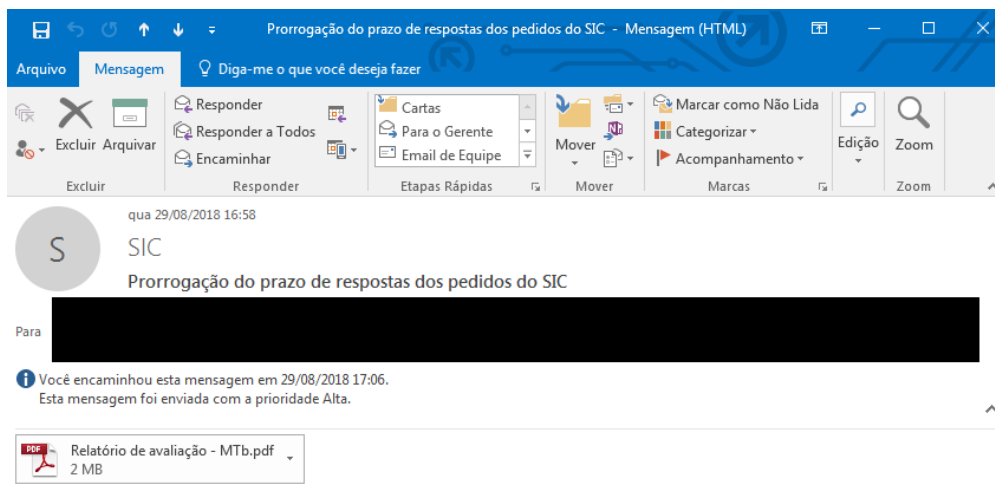 Prorrogação do prazo de respostas dos pedidos do SIC - Mensagem (HTML)
Arquivo Mensagem Diga-me o que você deseja fazer
Excluir Arquivar
Responder
Responder a Todos
Encaminhar
Cartas
Para o Gerente
Email de Equipe
Mover
Marcar como Não Lida
Categorizar
Acompanhamento
Edição
Zoom
Excluir Responder Etapas Rápidas Mover Marcas Zoom
qua 29/08/2018 16:58
S
SIC
Prorrogação do prazo de respostas dos pedidos do SIC
Para
Você encaminhou esta mensagem em 29/08/2018 17:06.
Esta mensagem foi enviada com a prioridade Alta.
PDF
Relatório de avaliação - MTb.pdf
2 MB